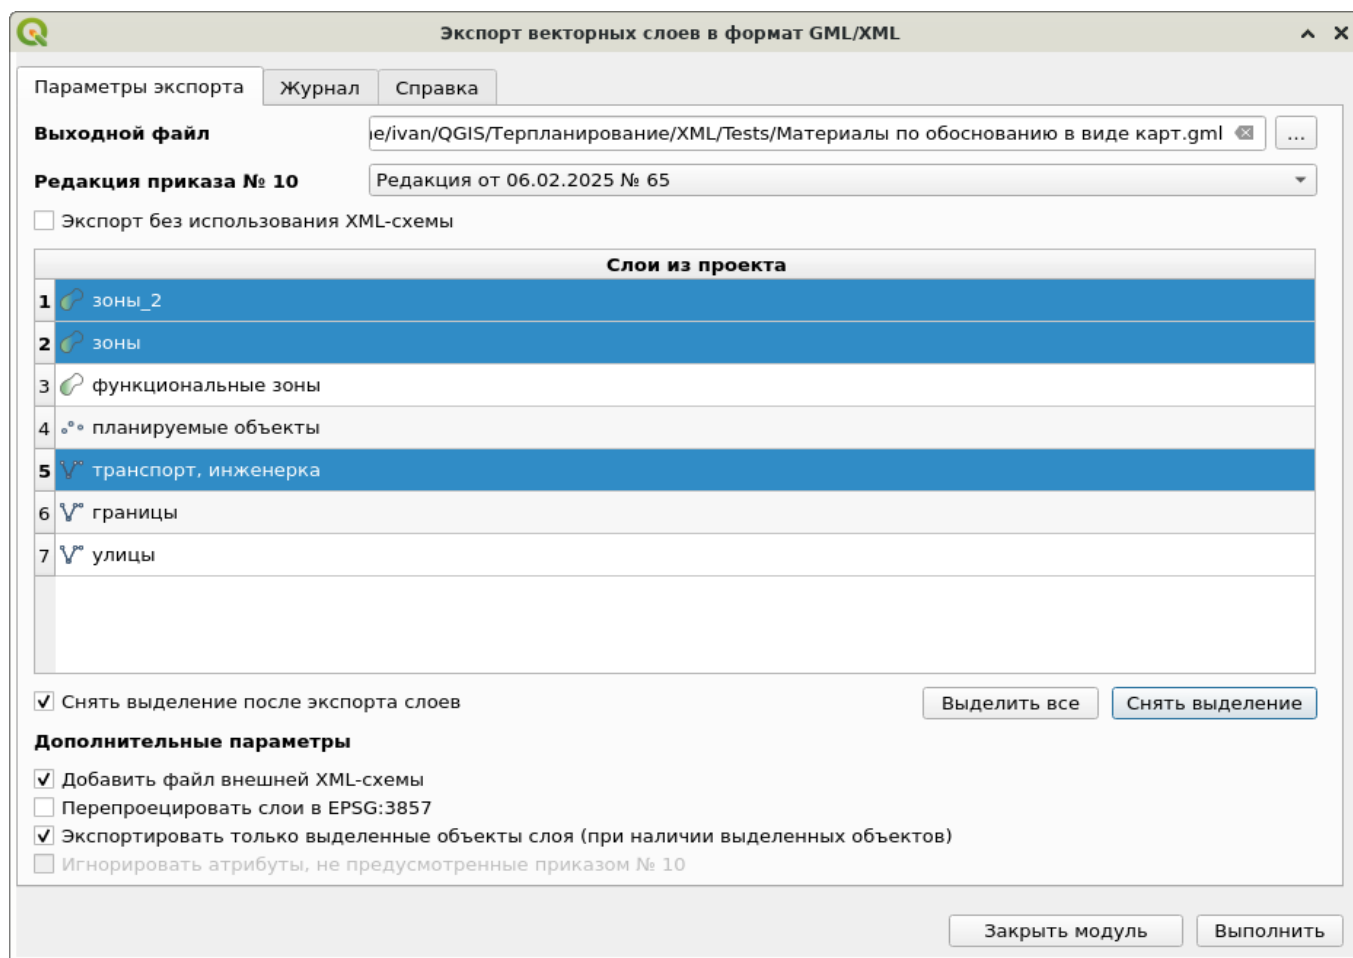 Экспорт векторных слоев в формат GML/XML
Параметры экспорта Журнал Справка
Выходной файл e/ivan/QGIS/Терпланирование/XML/Tests/Материалы по обоснованию в виде карт.gml ...
Редакция приказа № 10 Редакция от 06.02.2025 № 65
Экспорт без использования XML-схемы
Слои из проекта
1 зоны_2
2 зоны
3 функциональные зоны
4 планируемые объекты
5 транспорт, инженерка
6 границы
7 улицы
Снять выделение после экспорта слоев Выделить все Снять выделение
Дополнительные параметры
Добавить файл внешней XML-схемы
Перепроецировать слои в EPSG:3857
Экспортировать только выделенные объекты слоя (при наличии выделенных объектов)
Игнорировать атрибуты, не предусмотренные приказом № 10
Закрыть модуль Выполнить